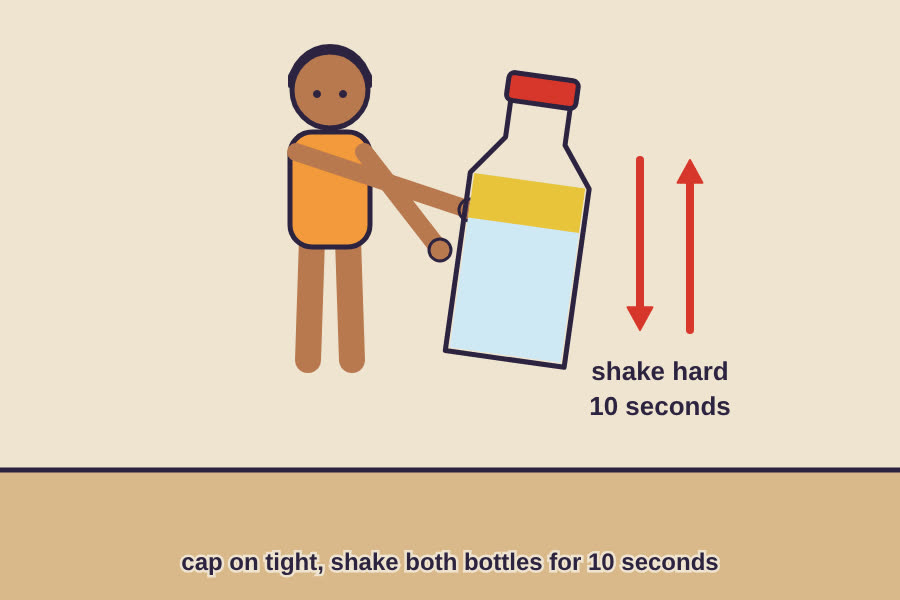 shake hard
10 seconds
cap on tight, shake both bottles for 10 seconds